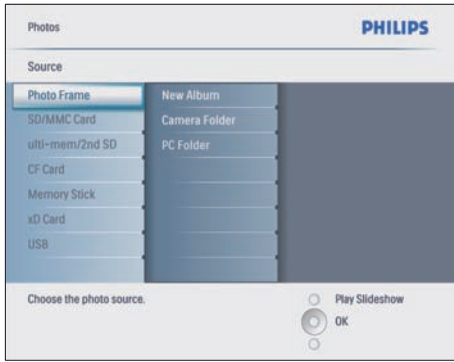 Photos
PHILIPS
Source
Photo Frame
New Album
SD/MMC Card
Camera Folder
ulti-mem/2nd SD
PC Folder
CF Card
Memory Stick
xD Card
USB
Choose the photo source.
Play Slideshow
OK